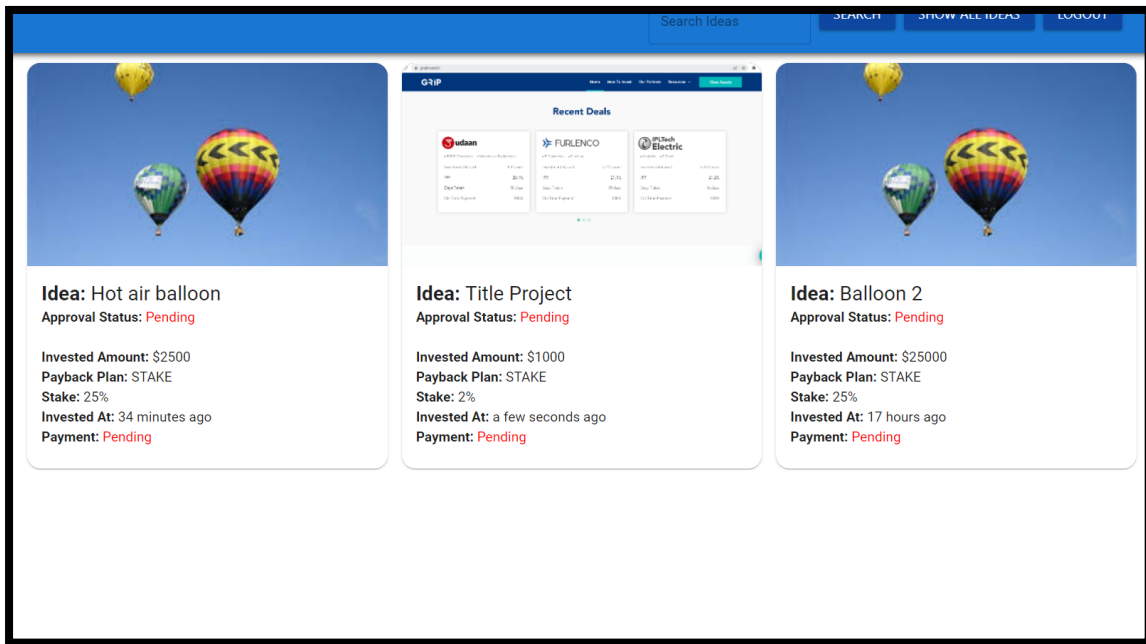 Search Ideas
SEARCH
SHOW ALL IDEAS
LOGOUT
GRIP
Recent Deals
udaan
FURLENCO
IPLTech
Electric
Idea: Hot air balloon
Approval Status: Pending
Invested Amount: $2500
Payback Plan: STAKE
Stake: 25%
Invested At: 34 minutes ago
Payment: Pending
Idea: Title Project
Approval Status: Pending
Invested Amount: $1000
Payback Plan: STAKE
Stake: 2%
Invested At: a few seconds ago
Payment: Pending
Idea: Balloon 2
Approval Status: Pending
Invested Amount: $25000
Payback Plan: STAKE
Stake: 25%
Invested At: 17 hours ago
Payment: Pending